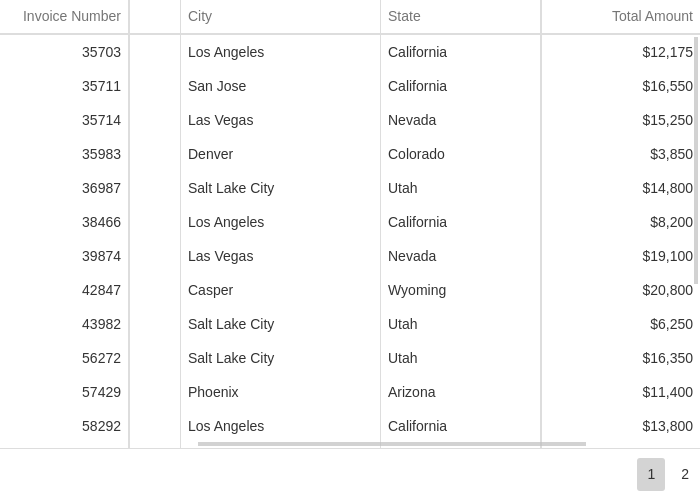 Invoice Number City State Total Amount
35703 Los Angeles California $12,175
35711 San Jose California $16,550
35714 Las Vegas Nevada $15,250
35983 Denver Colorado $3,850
36987 Salt Lake City Utah $14,800
38466 Los Angeles California $8,200
39874 Las Vegas Nevada $19,100
42847 Casper Wyoming $20,800
43982 Salt Lake City Utah $6,250
56272 Salt Lake City Utah $16,350
57429 Phoenix Arizona $11,400
58292 Los Angeles California $13,800
1 2